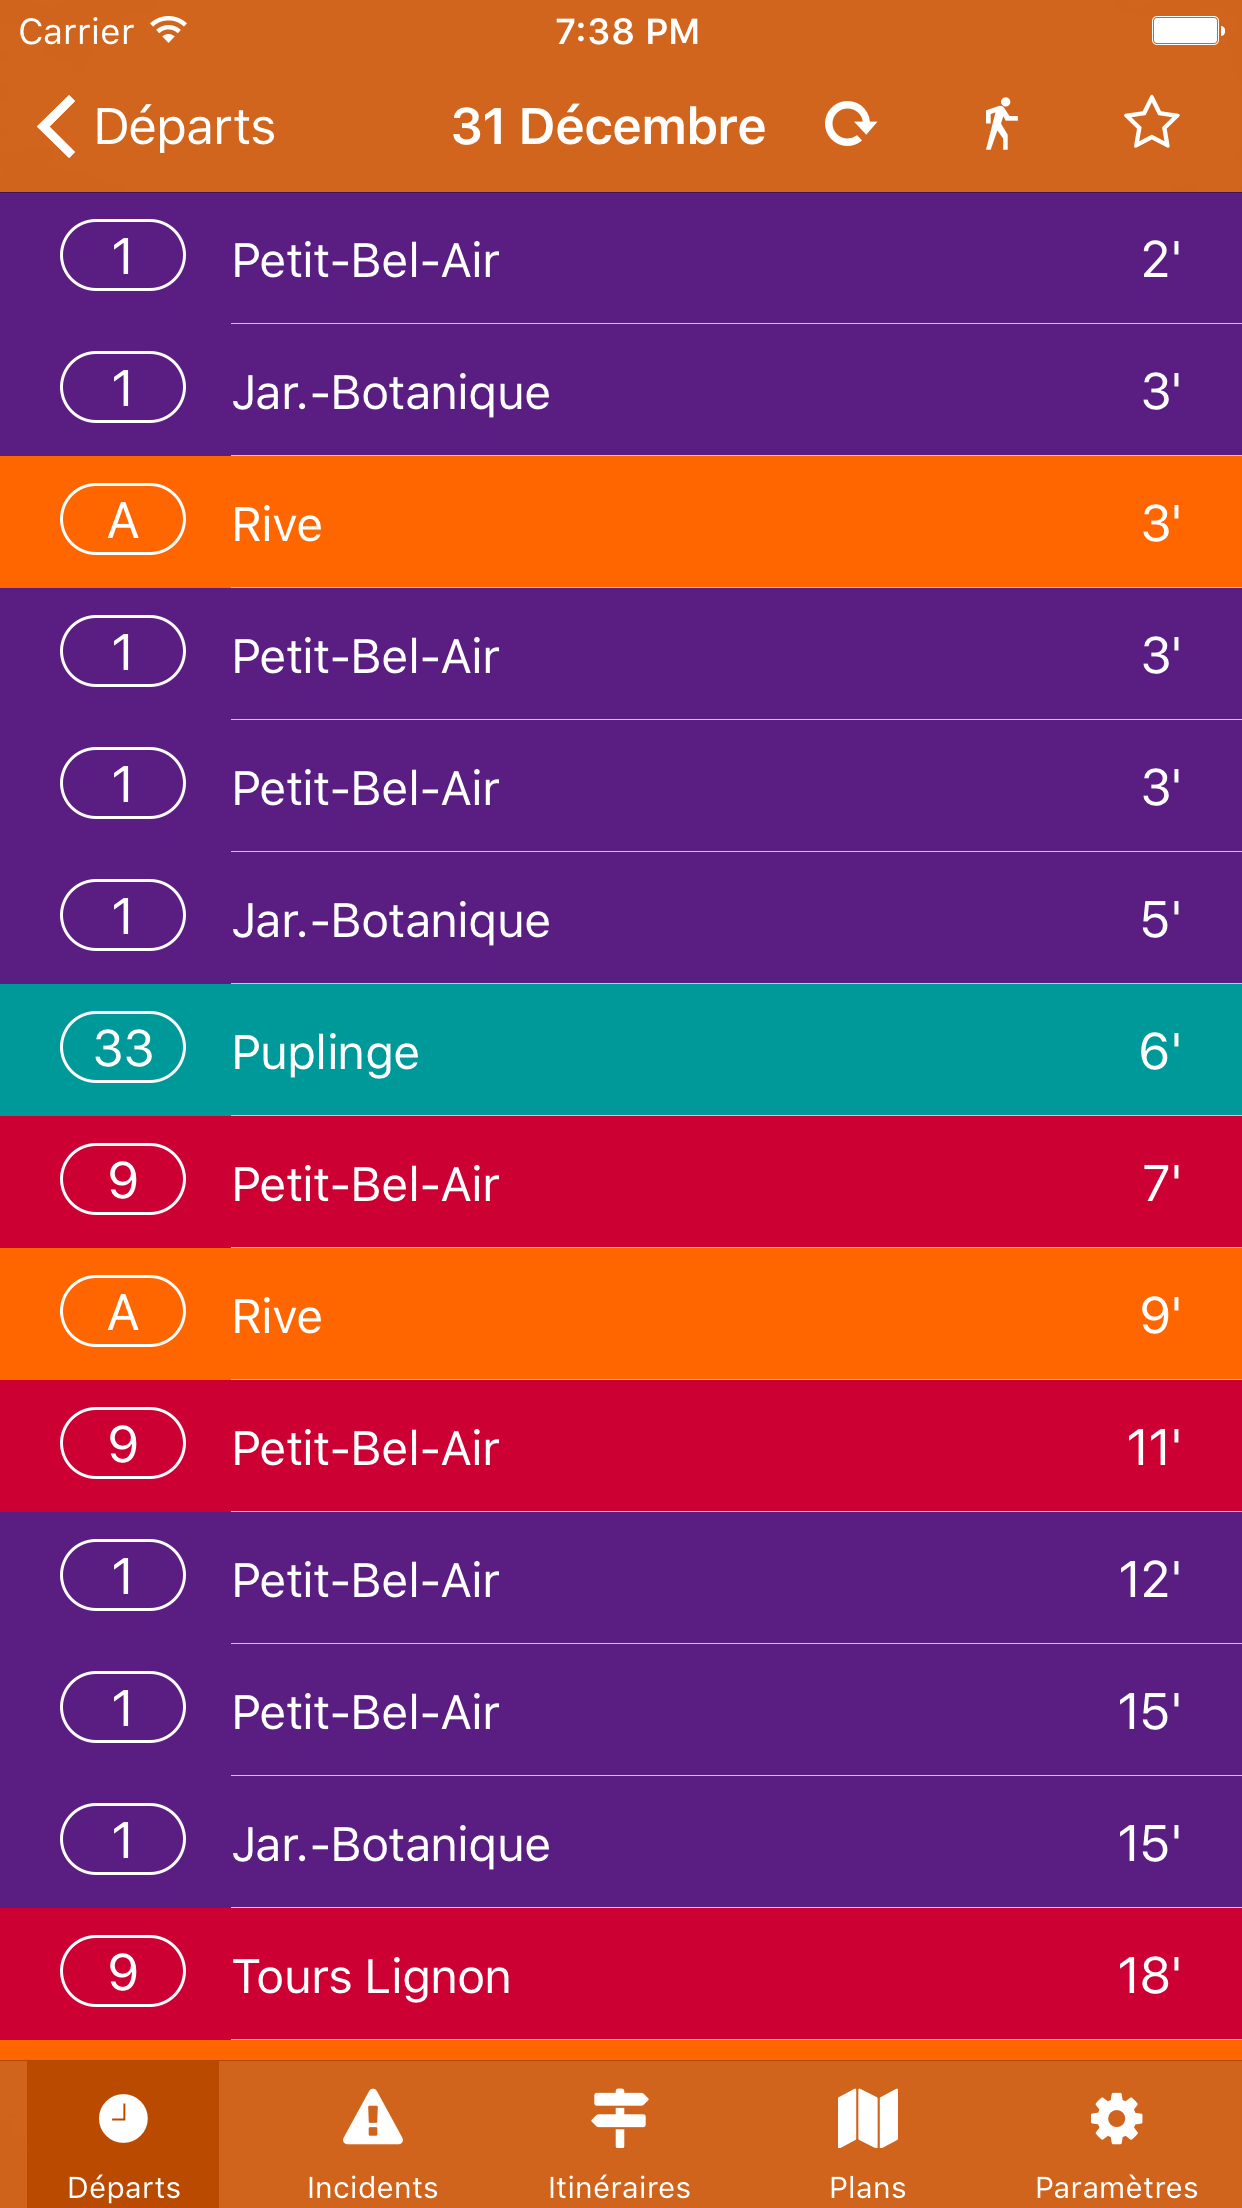 Carrier 7:38 PM
Départs 31 Décembre
1 Petit-Bel-Air 2'
1 Jar.-Botanique 3'
A Rive 3'
1 Petit-Bel-Air 3'
1 Petit-Bel-Air 3'
1 Jar.-Botanique 5'
33 Puplinge 6'
9 Petit-Bel-Air 7'
A Rive 9'
9 Petit-Bel-Air 11'
1 Petit-Bel-Air 12'
1 Petit-Bel-Air 15'
1 Jar.-Botanique 15'
9 Tours Lignon 18'
Départs Incidents Itinéraires Plans Paramètres